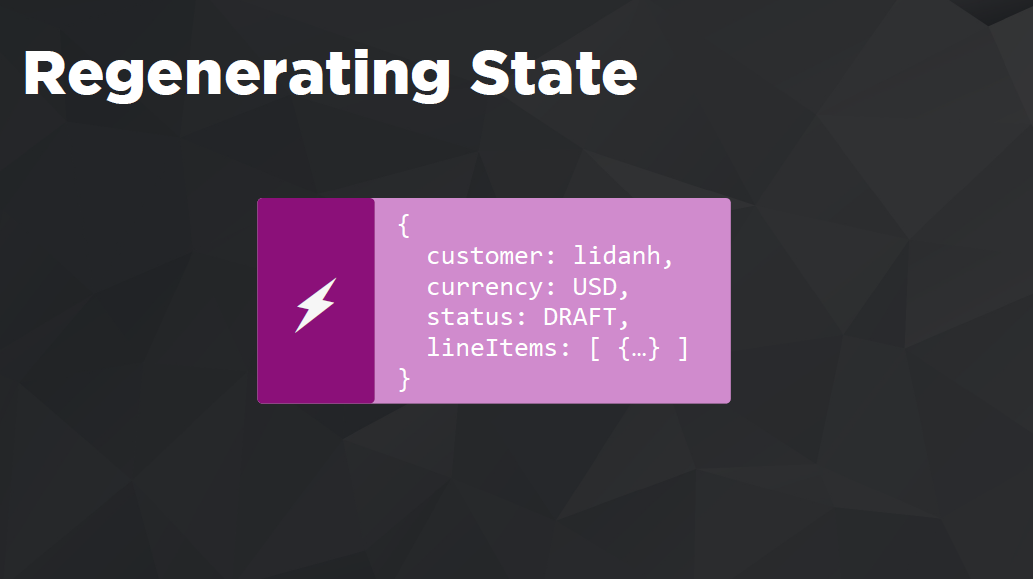 Regenerating State
{
customer: lidanh,
currency: USD,
status: DRAFT,
lineItems: [ {…} ]
}